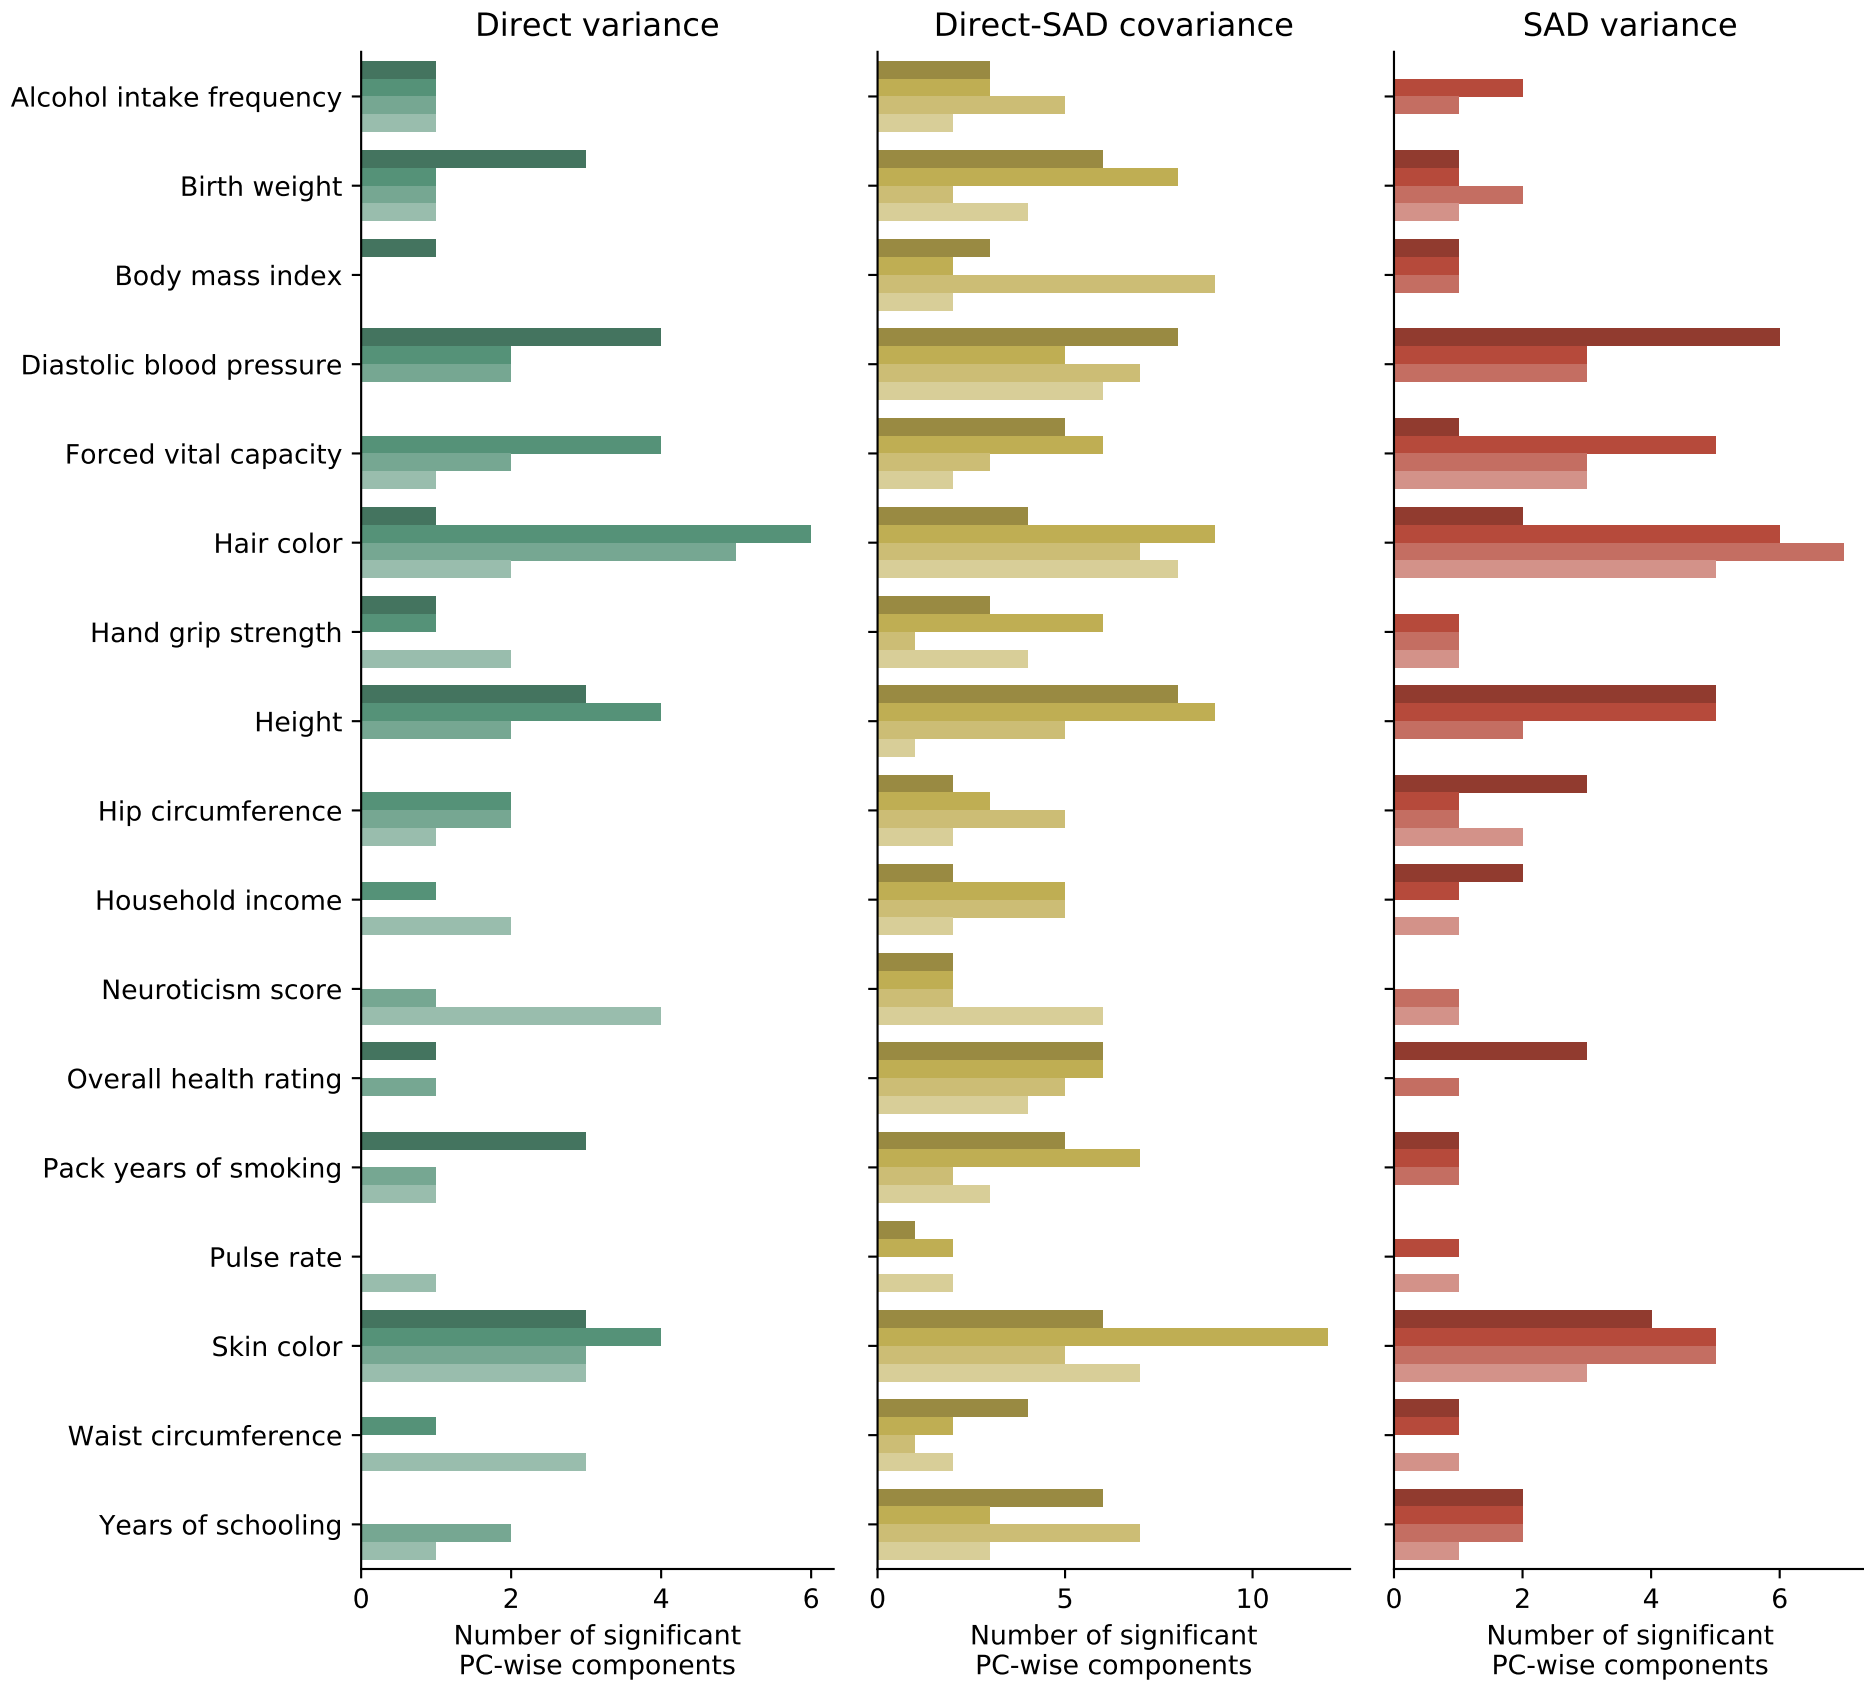 Direct variance
Direct-SAD covariance
SAD variance
Alcohol intake frequency
Birth weight
Body mass index
Diastolic blood pressure
Forced vital capacity
Hair color
Hand grip strength
Height
Hip circumference
Household income
Neuroticism score
Overall health rating
Pack years of smoking
Pulse rate
Skin color
Waist circumference
Years of schooling
0 2 4 6
Number of significant
PC-wise components
0 5 10
Number of significant
PC-wise components
0 2 4 6
Number of significant
PC-wise components